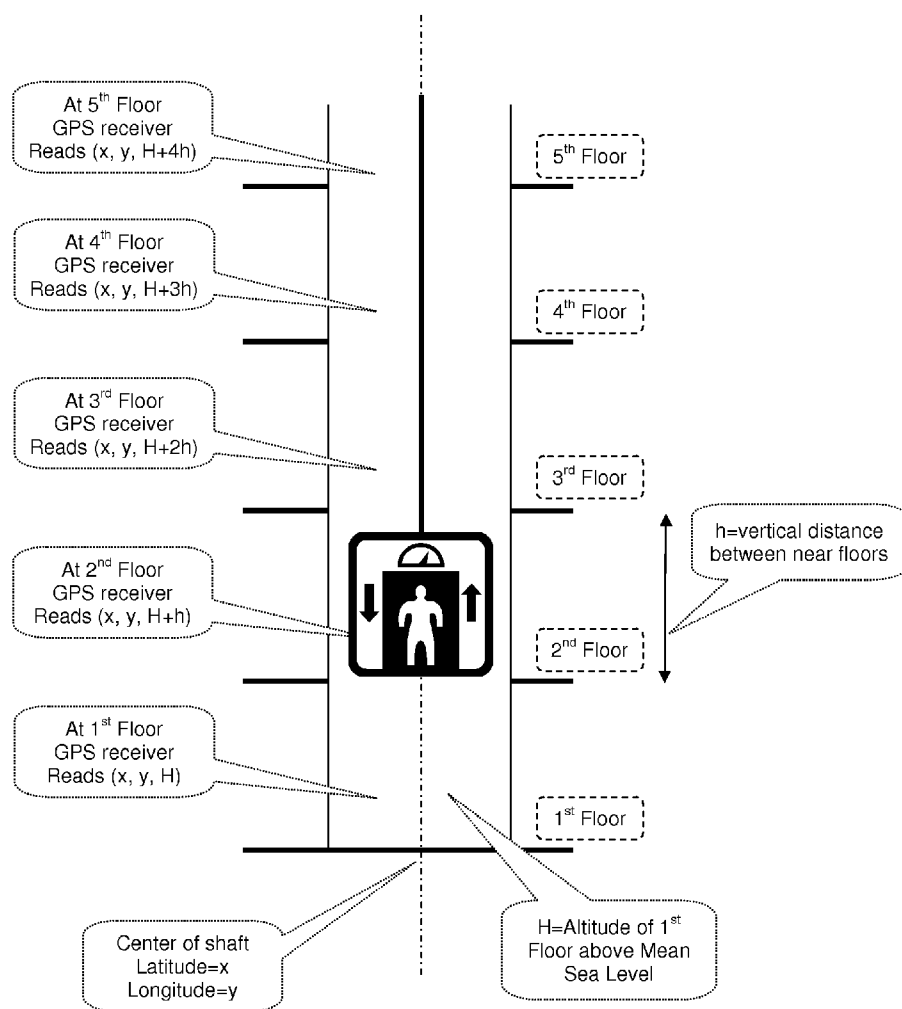 At 5th Floor
GPS receiver
Reads (x, y, H+4h)
5th Floor
At 4th Floor
GPS receiver
Reads (x, y, H+3h)
4th Floor
At 3rd Floor
GPS receiver
Reads (x, y, H+2h)
3rd Floor
h=vertical distance
between near floors
At 2nd Floor
GPS receiver
Reads (x, y, H+h)
2nd Floor
At 1st Floor
GPS receiver
Reads (x, y, H)
1st Floor
Center of shaft
Latitude=x
Longitude=y
H=Altitude of 1st
Floor above Mean
Sea Level